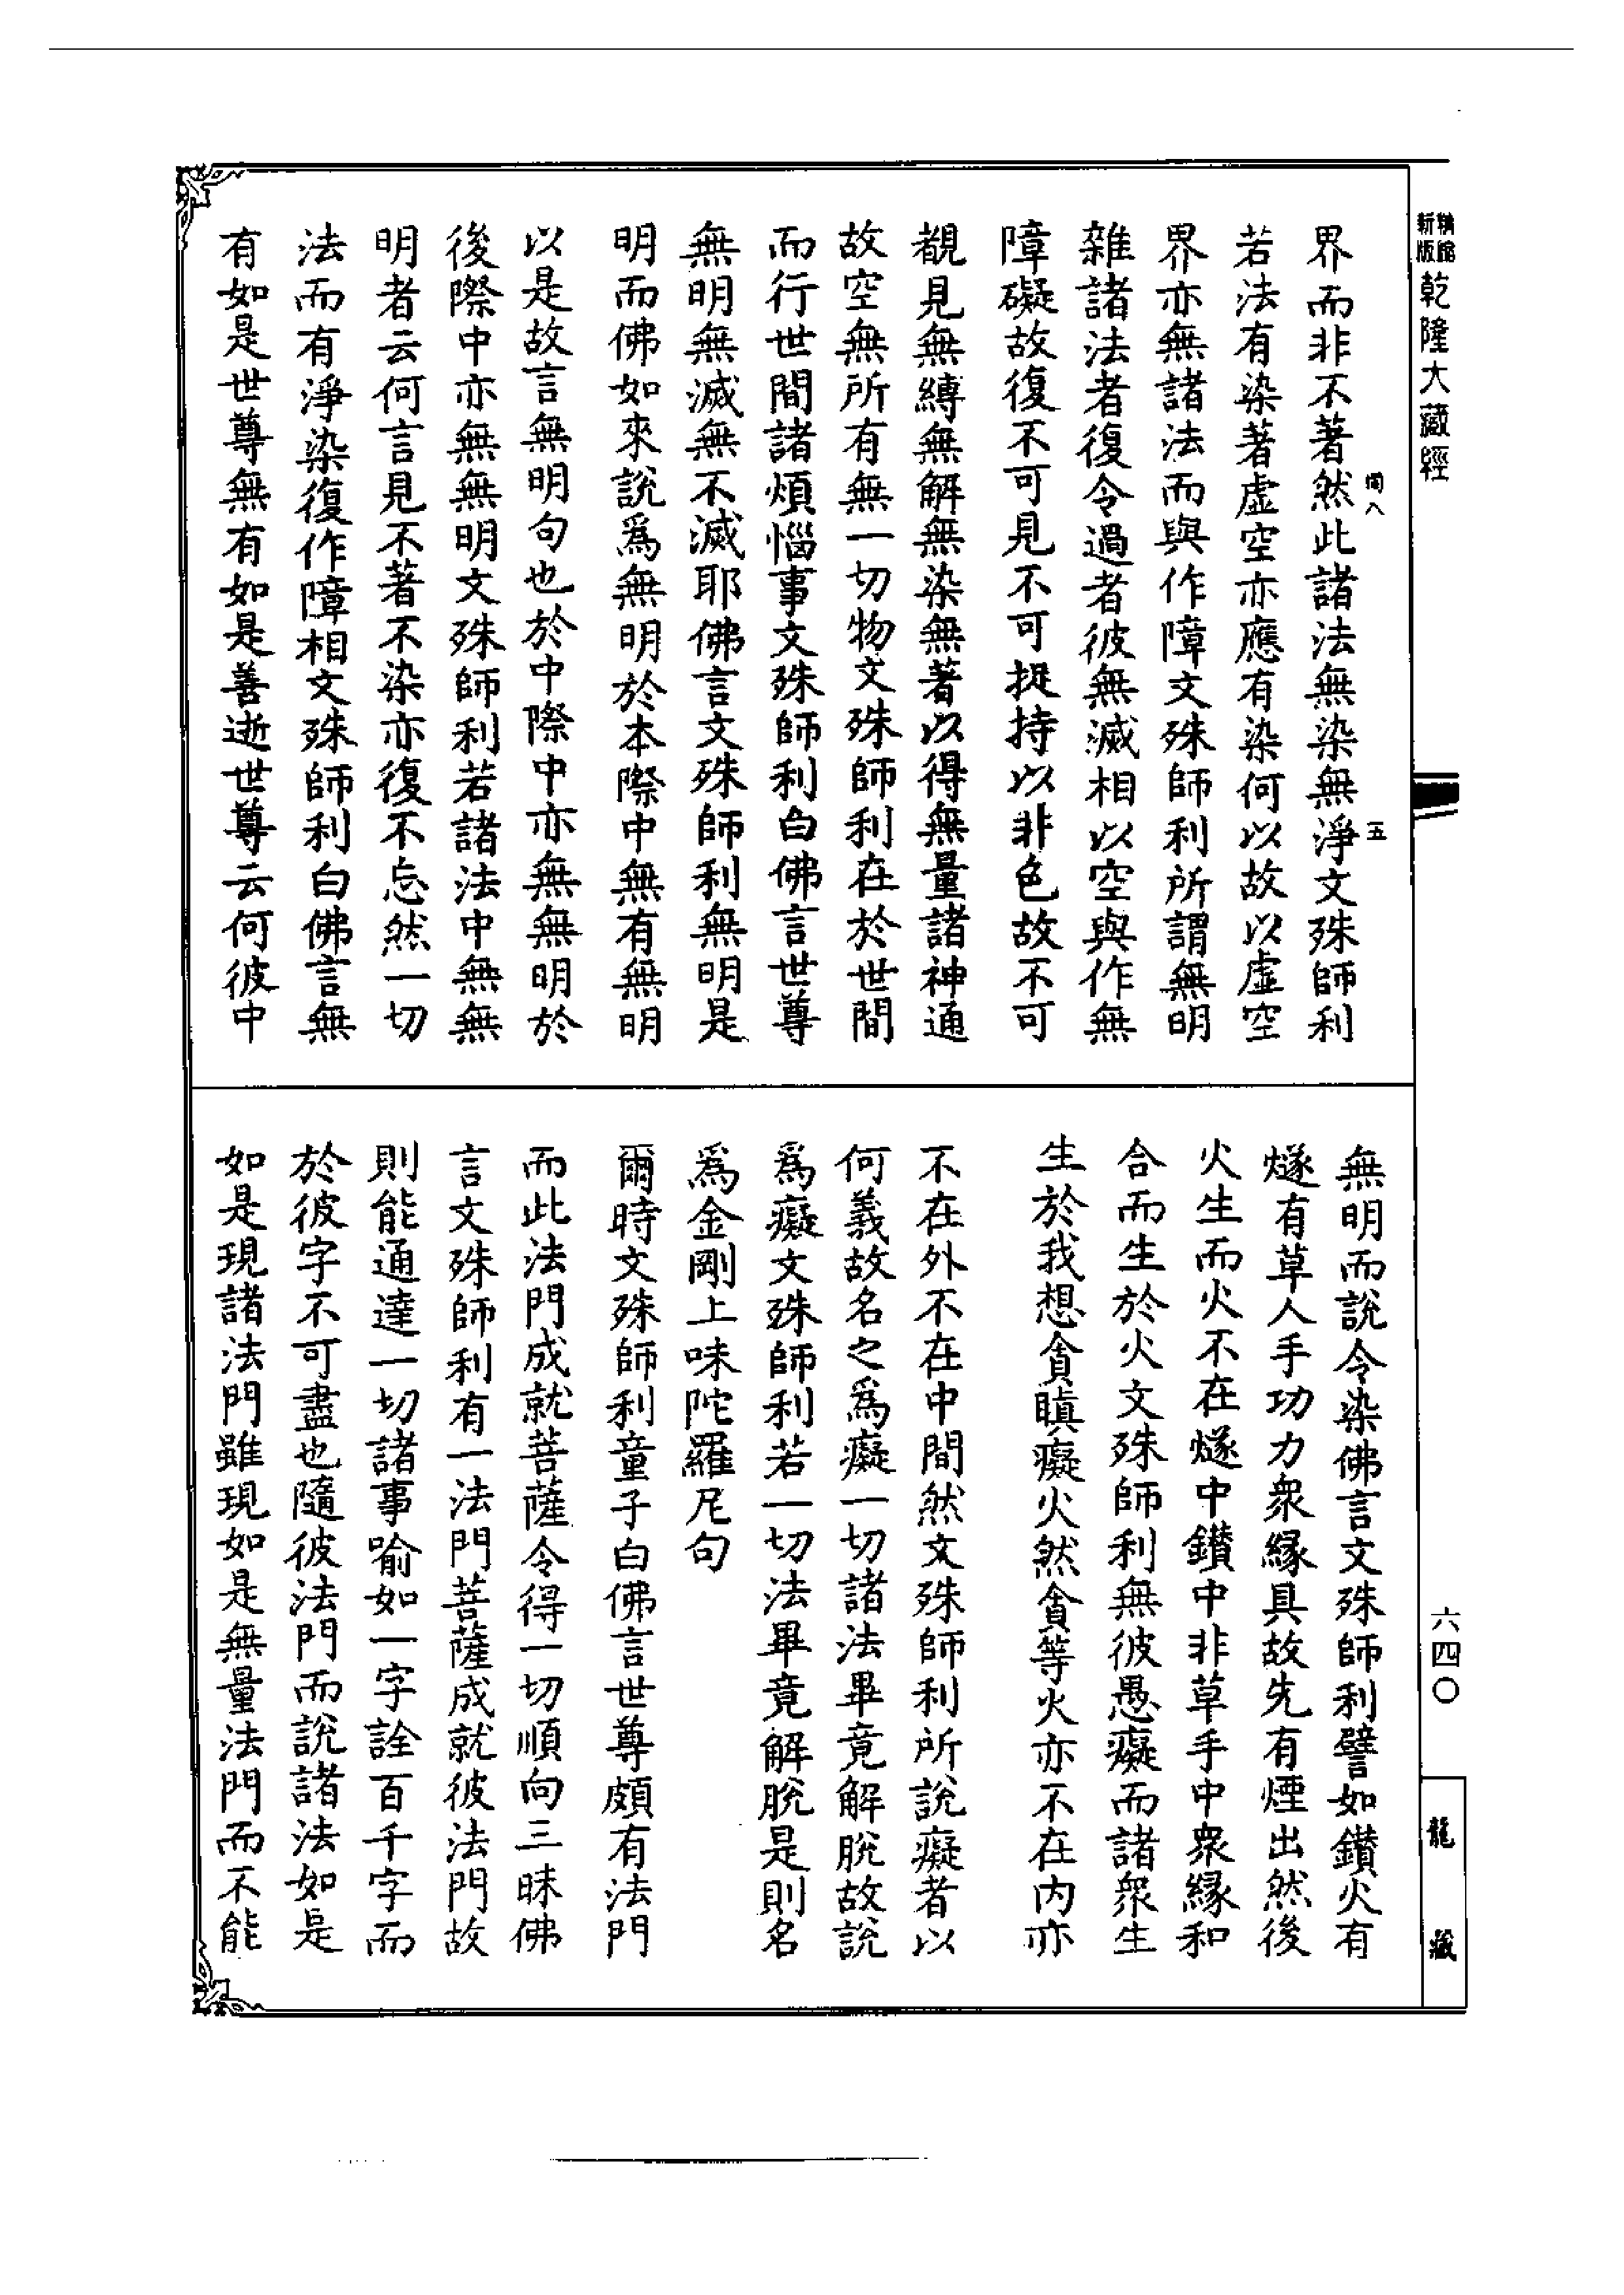 新版
乾隆大藏經
界而非不著然此諸法無染無淨文殊師利
若法有染著虛空亦應有染何以故以虛空
界亦無諸法而與作障文殊師利所謂無明
雜諸法者復令過者彼無滅相以空與作無
障礙故復不可見不可捉持以非色故不可
覩見無縛無解無染無著以得無量諸神通
故空無所有無一切物文殊師利在於世間
而行世間諸煩惱事文殊師利白佛言世尊
無明無滅無不滅耶佛言文殊師利無明是
明而佛如來說爲無明於本際中無有無明
以是故言無明句也於中際中亦無無明於
後際中亦無無明文殊師利若諸法中無無
明者云何言見不著不染亦復不忘然一切
法而有淨染復作障相文殊師利白佛言無
有如是世尊無有如是善逝世尊云何彼中
五
無明而說令染佛言文殊師利譬如鑚火有
燧有草人手功力衆緣具故先有煙出然後
火生而火不在燧中鑚中非草手中衆緣和
合而生於火文殊師利無彼愚癡而諸衆生
生於我想貪瞋癡火然貪等火亦不在內亦
不在外不在中間然文殊師利所說癡者以
何義故名之爲癡一切諸法畢竟解脫故說
爲癡文殊師利若一切法畢竟解脫是則名
爲金剛上味陀羅尼句
爾時文殊師利童子白佛言世尊頗有法門
而此法門成就菩薩令得一切順向三昧佛
言文殊師利有一法門菩薩成就彼法門故
則能通達一切諸事喻如一字詮百千字而
於彼字不可盡也隨彼法門而說諸法如是
如是現諸法門雖現如是無量法門而不能
六四〇
龍藏